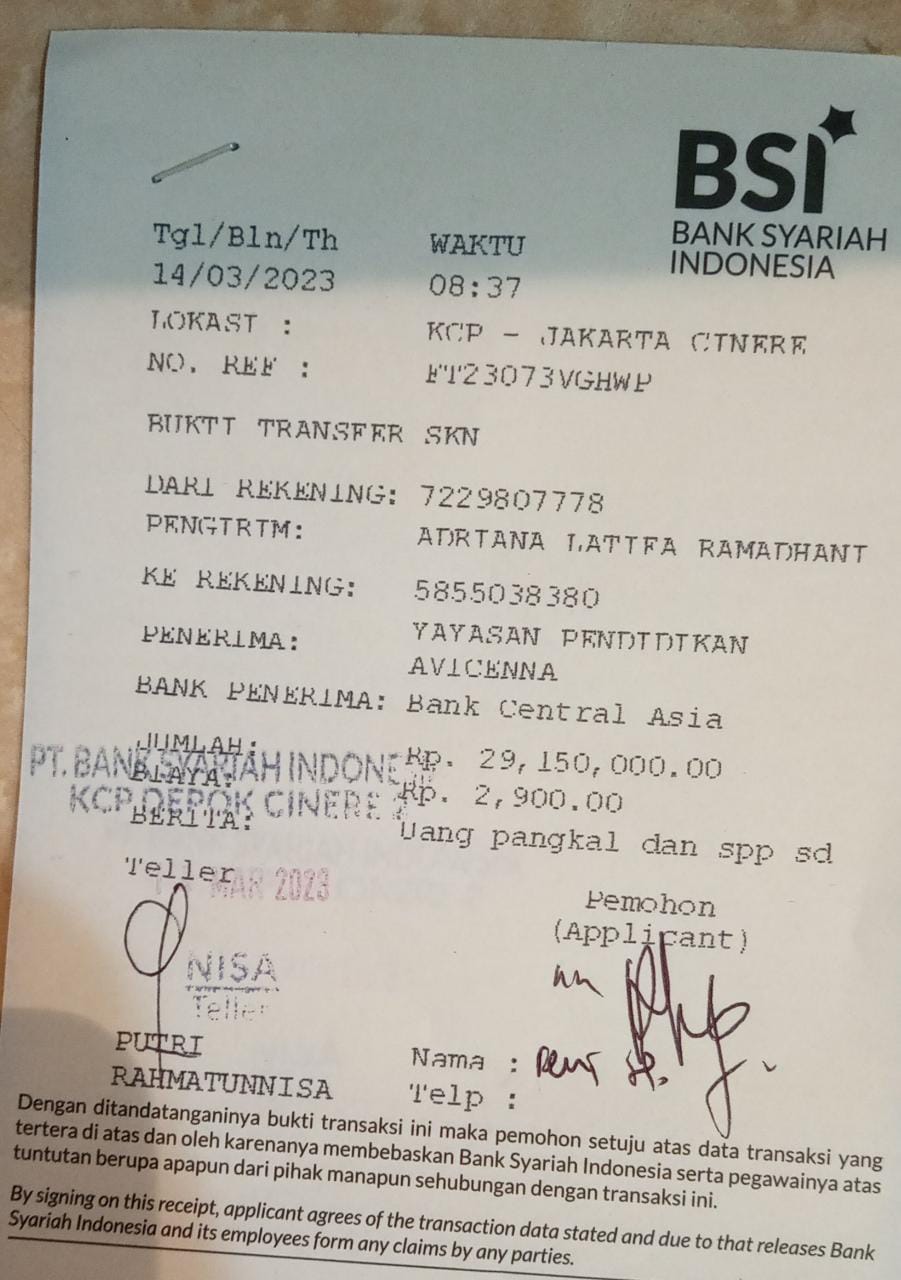 BSI
BANK SYARIAH
INDONESIA
Tgl/Bln/Th WAKTU
14/03/2023 08:37
LOKASI : KCP - JAKARTA CINERE
NO. REF : FT23073VGHWP
BUKTI TRANSFER SKN
DARI REKENING: 7229807778
PENGIRIM: ADRIANA LATIFA RAMADHANI
KE REKENING: 5855038380
PENERIMA: YAYASAN PENDIDIKAN
AVICENNA
BANK PENERIMA: Bank Central Asia
JUMLAH: Rp. 29,150,000.00
PT. BANK SYARIAH INDONE
BIAYA: Rp. 2,900.00
KCP DEPOK CINERE
BERITA: Uang pangkal dan spp sd
Teller
MAR 2023
Pemohon
(Applicant)
NISA
Teller
PUTRI
RAHMATUNNISA
Nama :
Telp :
Dengan ditandatanganinya bukti transaksi ini maka pemohon setuju atas data transaksi yang
tertera di atas dan oleh karenanya membebaskan Bank Syariah Indonesia serta pegawainya atas
tuntutan berupa apapun dari pihak manapun sehubungan dengan transaksi ini.
By signing on this receipt, applicant agrees of the transaction data stated and due to that releases Bank
Syariah Indonesia and its employees form any claims by any parties.